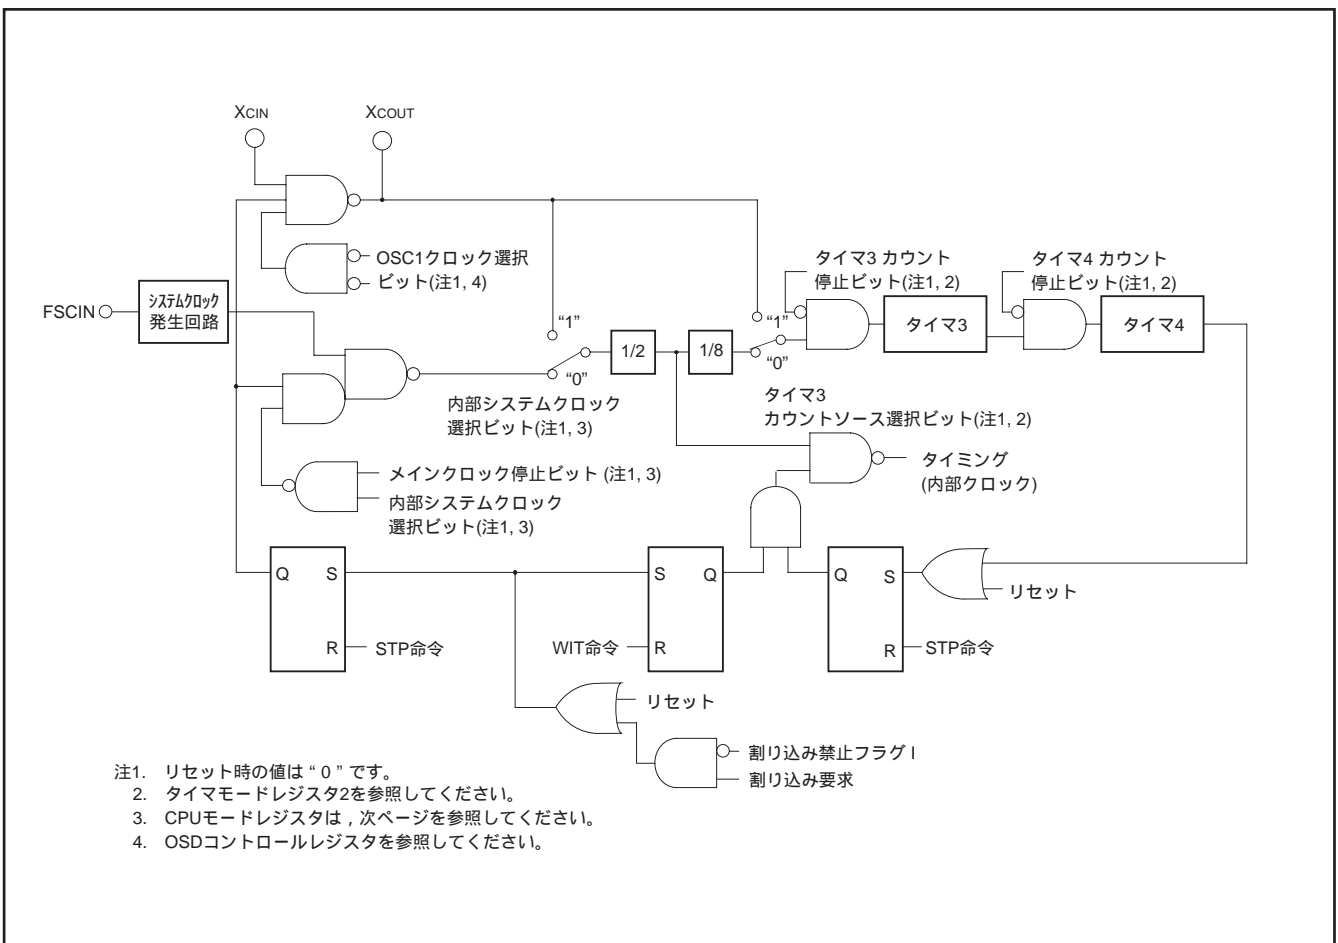 XCIN
XCOUT
OSC1クロック選択
ビット(注1, 4)
FSCIN
システムクロック
発生回路
“1”
“0”
1/2
1/8
“1”
“0”
タイマ3 カウント
停止ビット(注1, 2)
タイマ3
タイマ4 カウント
停止ビット(注1, 2)
タイマ4
内部システムクロック
選択ビット(注1, 3)
タイマ3
カウントソース選択ビット(注1, 2)
タイミング
(内部クロック)
メインクロック停止ビット (注1, 3)
内部システムクロック
選択ビット(注1, 3)
Q S
R
STP命令
S Q
WIT命令
R
Q S
R
STP命令
リセット
リセット
割り込み禁止フラグ I
割り込み要求
注1. リセット時の値は “ 0 ” です。
2. タイマモードレジスタ2を参照してください。
3. CPUモードレジスタは , 次ページを参照してください。
4. OSDコントロールレジスタを参照してください。